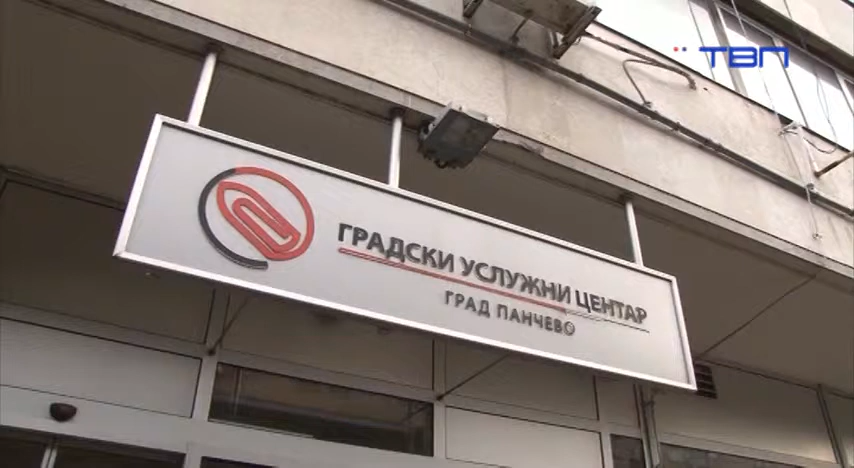 ТВП
ГРАДСКИ УСЛУЖНИ ЦЕНТАР
ГРАД ПАНЧЕВО